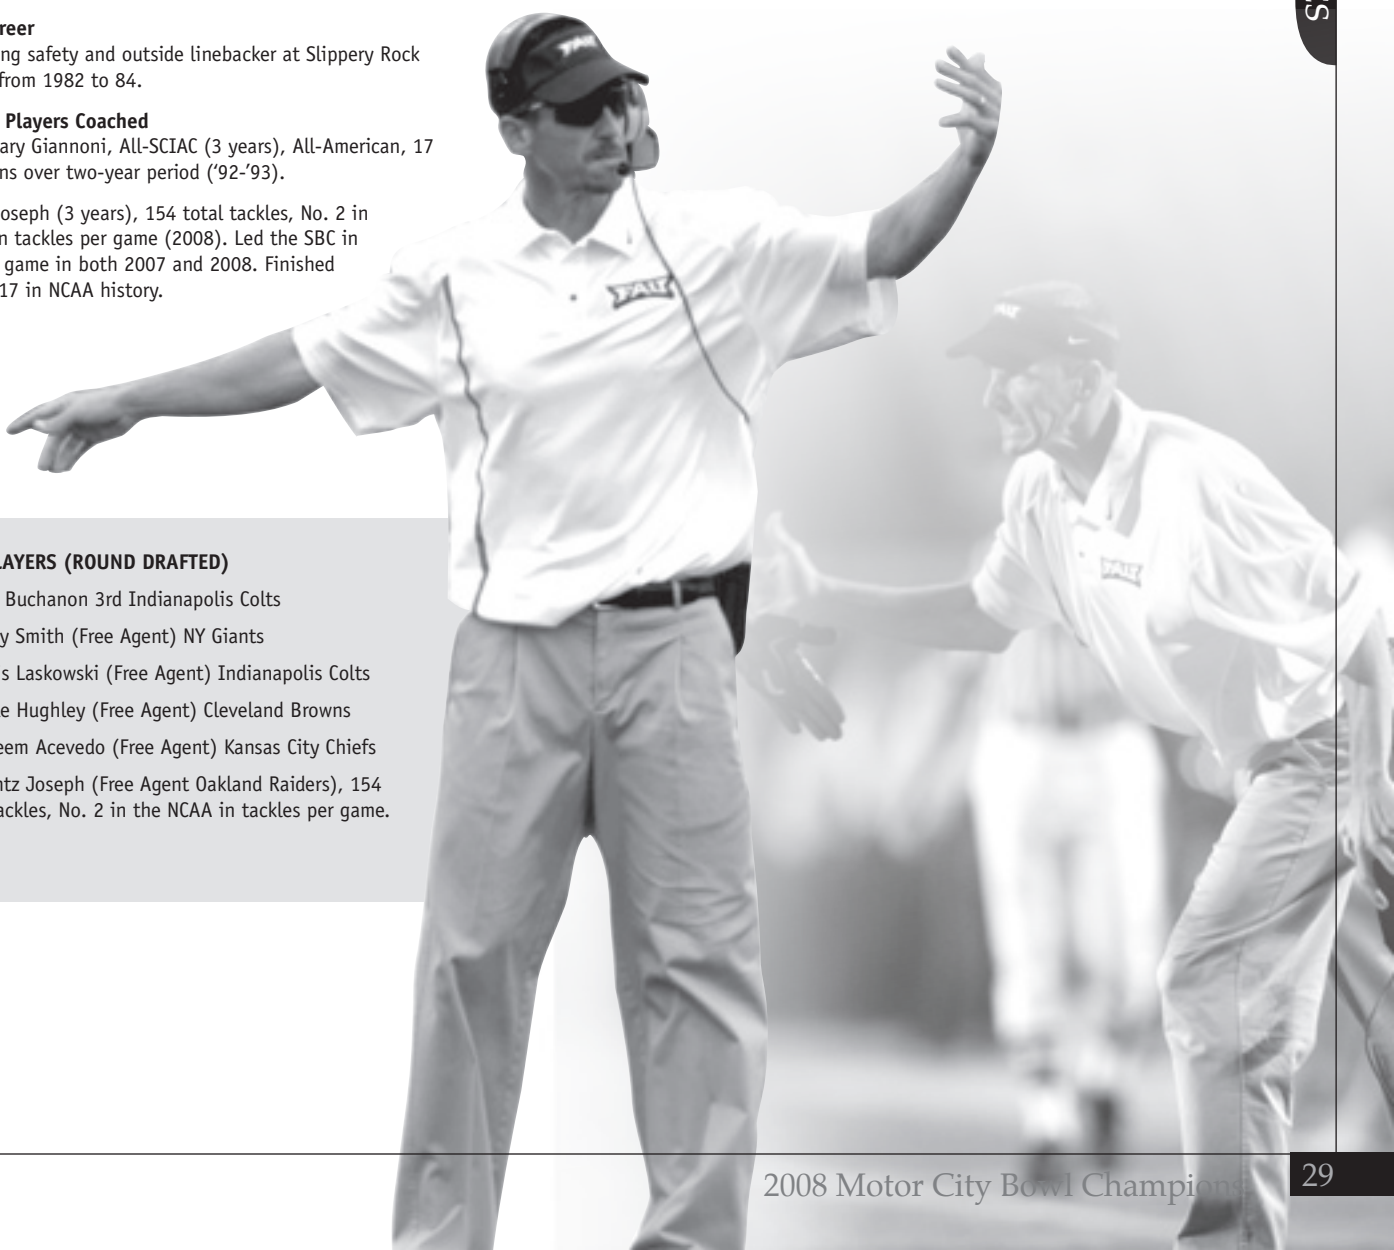 reer
ng safety and outside linebacker at Slippery Rock
from 1982 to 84.
Players Coached
ary Giannoni, All-SCIAC (3 years), All-American, 17
ns over two-year period (‘92-’93).
oseph (3 years), 154 total tackles, No. 2 in
n tackles per game (2008). Led the SBC in
game in both 2007 and 2008. Finished
17 in NCAA history.
FAU
FAU
FAU
FAU
LAYERS (ROUND DRAFTED)
Buchanon 3rd Indianapolis Colts
y Smith (Free Agent) NY Giants
s Laskowski (Free Agent) Indianapolis Colts
e Hughley (Free Agent) Cleveland Browns
eem Acevedo (Free Agent) Kansas City Chiefs
ntz Joseph (Free Agent Oakland Raiders), 154
ackles, No. 2 in the NCAA in tackles per game.
S
2008 Motor City Bowl Champions
29